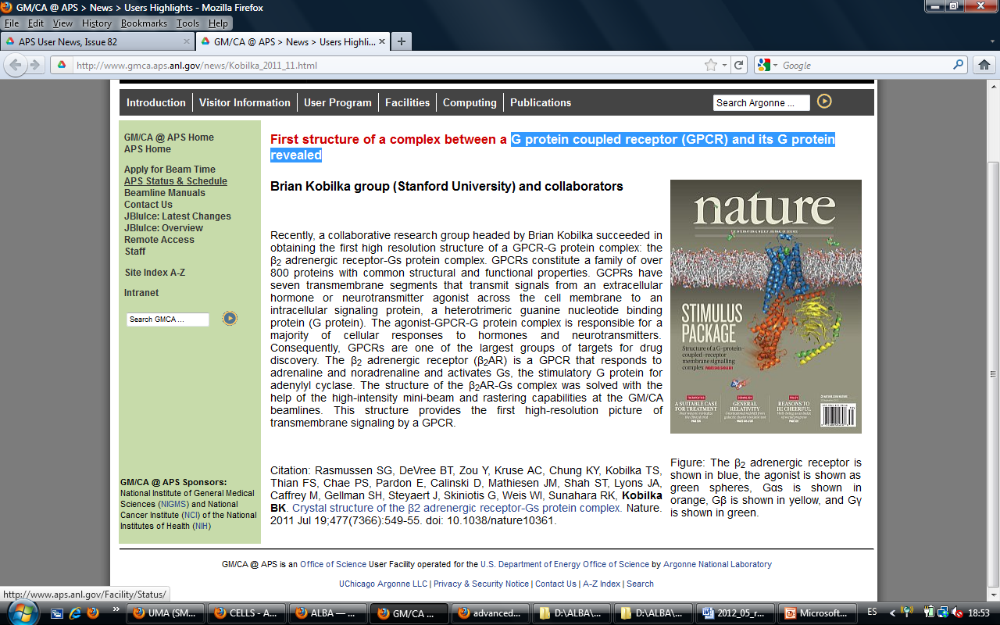 GM/CA @ APS > News > Users Highlights - Mozilla Firefox
File Edit View History Bookmarks Tools Help
APS User News, Issue 82
GM/CA @ APS > News > Users Highli...
http://www.gmca.aps.anl.gov/news/Kobilka_2011_11.html
Google
Introduction Visitor Information User Program Facilities Computing Publications
Search Argonne ...
GM/CA @ APS Home
APS Home
Apply for Beam Time
APS Status & Schedule
Beamline Manuals
Contact Us
JBluIce: Latest Changes
JBluIce: Overview
Remote Access
Staff
Site Index A-Z
Intranet
Search GMCA ...
GM/CA @ APS Sponsors:
National Institute of General Medical
Sciences (NIGMS) and National
Cancer Institute (NCI) of the National
Institutes of Health (NIH)
First structure of a complex between a G protein coupled receptor (GPCR) and its G protein
revealed
Brian Kobilka group (Stanford University) and collaborators
Recently, a collaborative research group headed by Brian Kobilka succeeded in
obtaining the first high resolution structure of a GPCR-G protein complex: the
β2 adrenergic receptor-Gs protein complex. GPCRs constitute a family of over
800 proteins with common structural and functional properties. GCPRs have
seven transmembrane segments that transmit signals from an extracellular
hormone or neurotransmitter agonist across the cell membrane to an
intracellular signaling protein, a heterotrimeric guanine nucleotide binding
protein (G protein). The agonist-GPCR-G protein complex is responsible for a
majority of cellular responses to hormones and neurotransmitters.
Consequently, GPCRs are one of the largest groups of targets for drug
discovery. The β2 adrenergic receptor (β2AR) is a GPCR that responds to
adrenaline and noradrenaline and activates Gs, the stimulatory G protein for
adenylyl cyclase. The structure of the β2AR-Gs complex was solved with the
help of the high-intensity mini-beam and rastering capabilities at the GM/CA
beamlines. This structure provides the first high-resolution picture of
transmembrane signaling by a GPCR.
Citation: Rasmussen SG, DeVree BT, Zou Y, Kruse AC, Chung KY, Kobilka TS,
Thian FS, Chae PS, Pardon E, Calinski D, Mathiesen JM, Shah ST, Lyons JA,
Caffrey M, Gellman SH, Steyaert J, Skiniotis G, Weis WI, Sunahara RK, Kobilka
BK. Crystal structure of the β2 adrenergic receptor-Gs protein complex. Nature.
2011 Jul 19;477(7366):549-55. doi: 10.1038/nature10361.
nature
THE INTERNATIONAL WEEKLY JOURNAL OF SCIENCE
STIMULUS
PACKAGE
Structure of a G-protein-
coupled-receptor
membrane signalling
complex
A SUITABLE CASE
FOR TREATMENT
GENERAL
RELATIVITY
REASONS TO
BE CHEERFUL
Figure: The β2 adrenergic receptor is
shown in blue, the agonist is shown as
green spheres, Gαs is shown in
orange, Gβ is shown in yellow, and Gγ
is shown in green.
GM/CA @ APS is an Office of Science User Facility operated for the U.S. Department of Energy Office of Science by Argonne National Laboratory
UChicago Argonne LLC | Privacy & Security Notice | Contact Us | A-Z Index | Search
http://www.aps.anl.gov/Facility/Status/
UMA (SM... CELLS - A... ALBA —... GM/CA ... advanced... D:\ALBA\... D:\ALBA\... 2012_05_r... Microsoft... ES 18:53